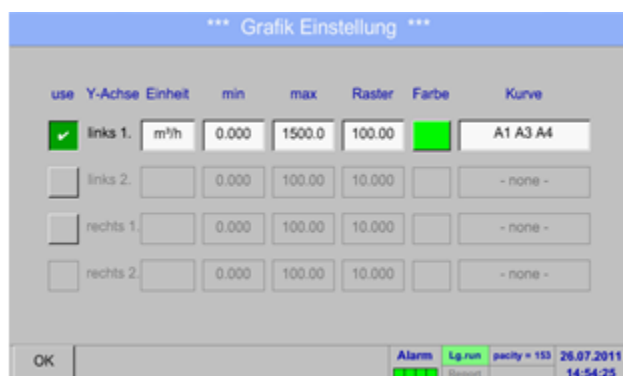 *** Grafik Einstellung ***
use Y-Achse Einheit min max Raster Farbe Kurve
links 1. m³/h 0.000 1500.0 100.00 A1 A3 A4
links 2. 0.000 100.00 10.000 - none -
rechts 1. 0.000 100.00 10.000 - none -
rechts 2. 0.000 100.00 10.000 - none -
OK Alarm Lg.run pacity = 153 26.07.2011
Report 14:54:25